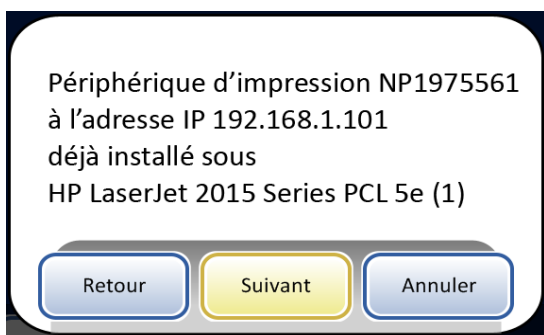 Périphérique d’impression NP1975561
à l’adresse IP 192.168.1.101
déjà installé sous
HP LaserJet 2015 Series PCL 5e (1)
Retour Suivant Annuler